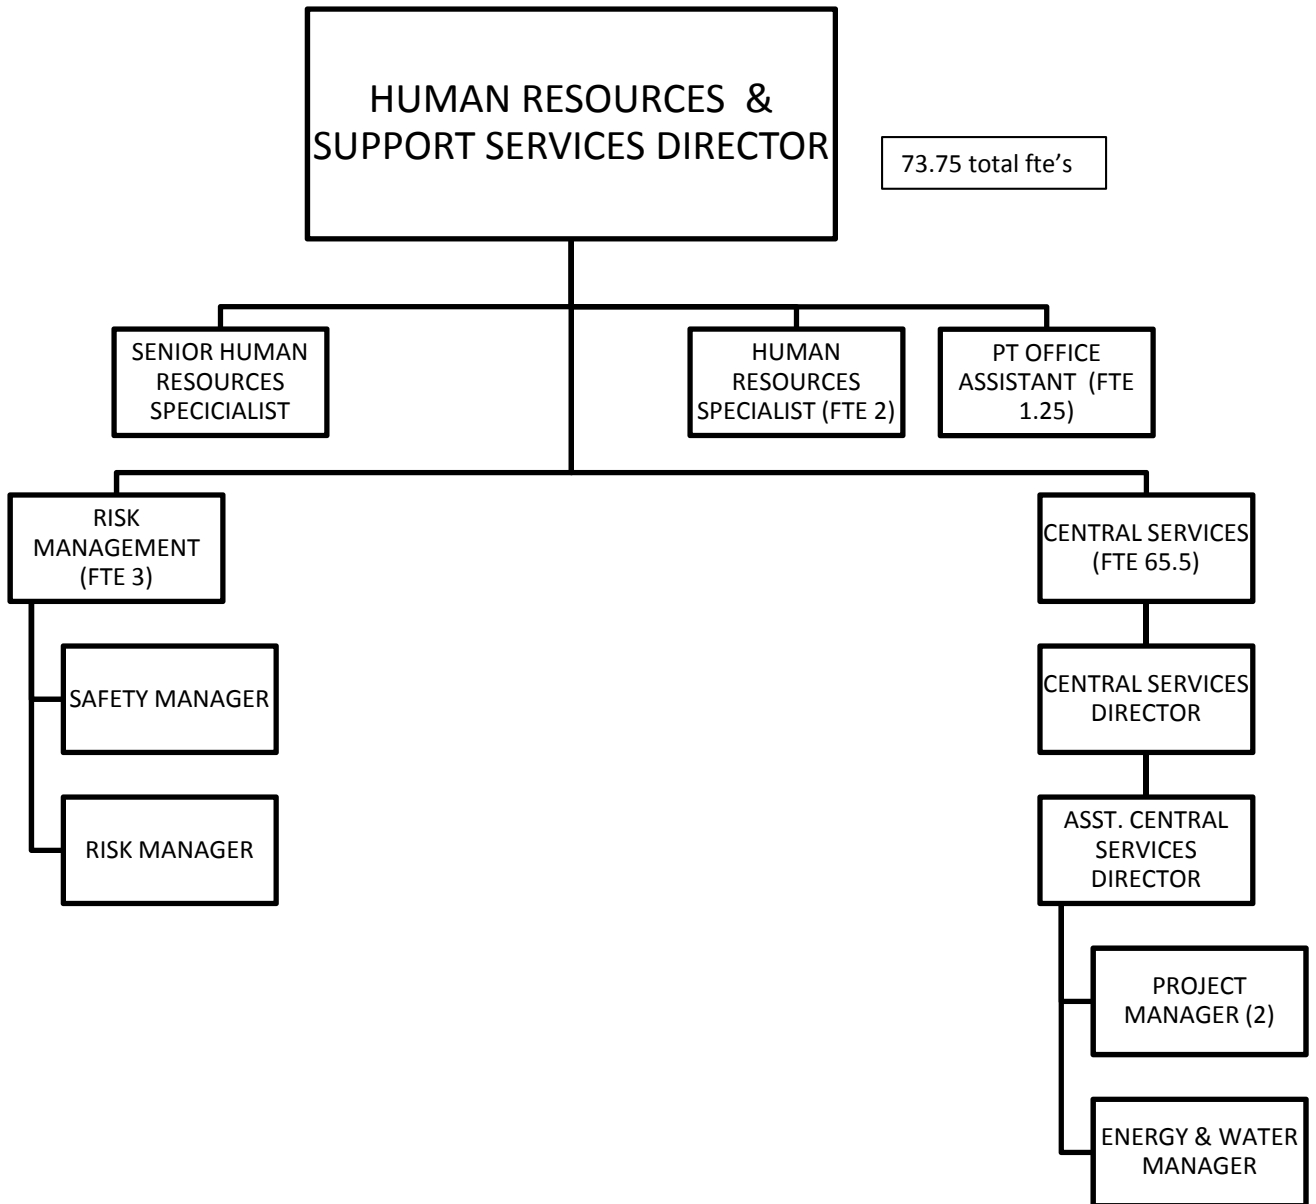 HUMAN RESOURCES &
SUPPORT SERVICES DIRECTOR
73.75 total fte’s
SENIOR HUMAN
RESOURCES
SPECICIALIST
HUMAN
RESOURCES
SPECIALIST (FTE 2)
PT OFFICE
ASSISTANT (FTE
1.25)
RISK
MANAGEMENT
(FTE 3)
CENTRAL SERVICES
(FTE 65.5)
SAFETY MANAGER
CENTRAL SERVICES
DIRECTOR
RISK MANAGER
ASST. CENTRAL
SERVICES
DIRECTOR
PROJECT
MANAGER (2)
ENERGY & WATER
MANAGER